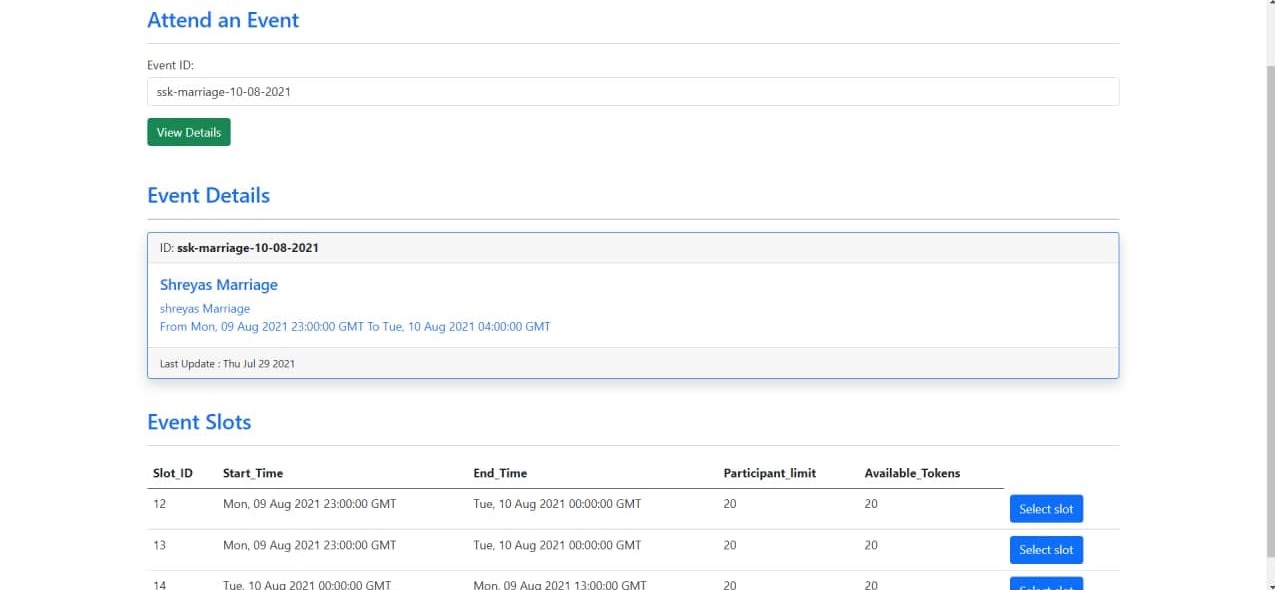 Attend an Event
Event ID:
ssk-marriage-10-08-2021
View Details
Event Details
ID: ssk-marriage-10-08-2021
Shreyas Marriage
shreyas Marriage
From Mon, 09 Aug 2021 23:00:00 GMT To Tue, 10 Aug 2021 04:00:00 GMT
Last Update : Thu Jul 29 2021
Event Slots
Slot_ID Start_Time End_Time Participant_limit Available_Tokens
12 Mon, 09 Aug 2021 23:00:00 GMT Tue, 10 Aug 2021 00:00:00 GMT 20 20 Select slot
13 Mon, 09 Aug 2021 23:00:00 GMT Tue, 10 Aug 2021 00:00:00 GMT 20 20 Select slot
14 Tue, 10 Aug 2021 00:00:00 GMT Mon, 09 Aug 2021 13:00:00 GMT 20 20 Select slot